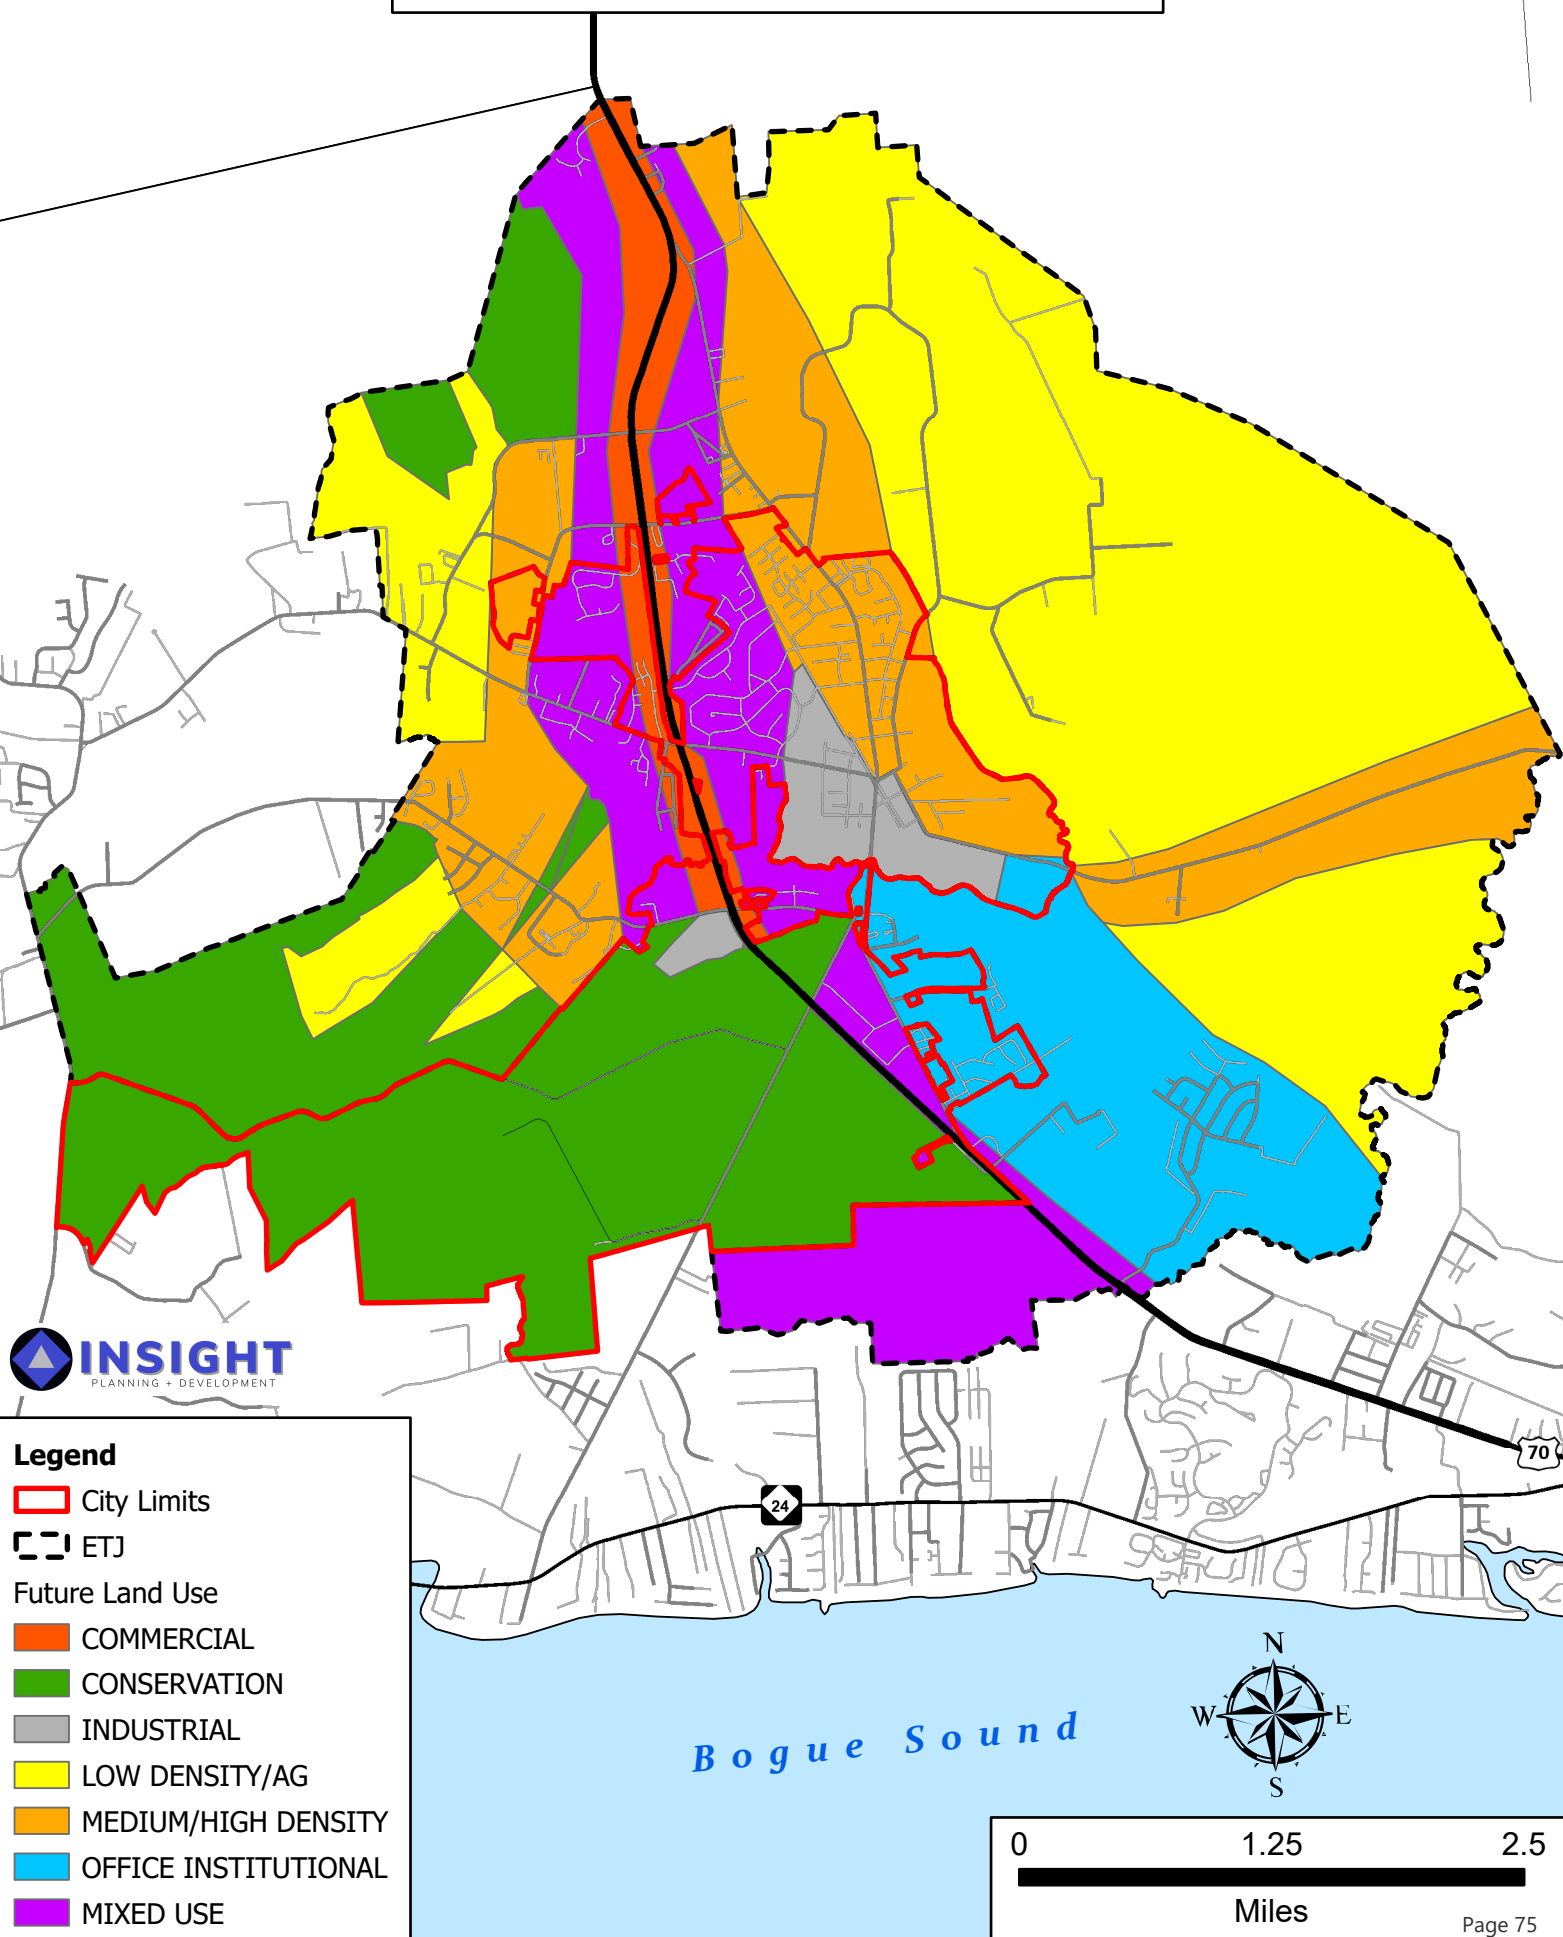 INSIGHT
PLANNING + DEVELOPMENT
Legend
City Limits
ETJ
Future Land Use
COMMERCIAL
CONSERVATION
INDUSTRIAL
LOW DENSITY/AG
MEDIUM/HIGH DENSITY
OFFICE INSTITUTIONAL
MIXED USE
70
24
Bogue Sound
N
W E
S
0 1.25 2.5
Miles
Page 75